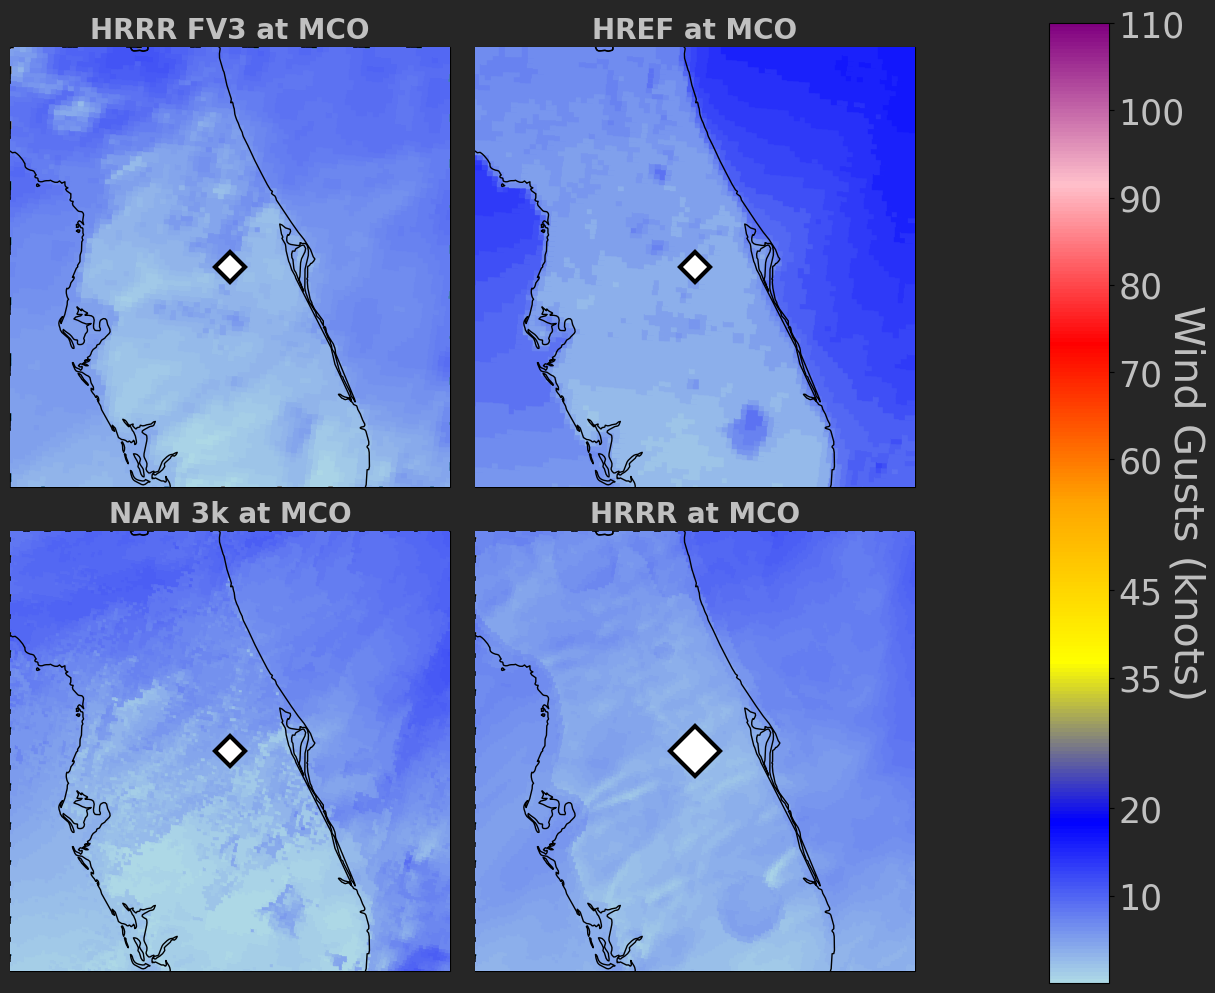 HRRR FV3 at MCO
HREF at MCO
NAM 3k at MCO
HRRR at MCO
110
100
90
80
70
60
45
35
20
10
Wind Gusts (knots)